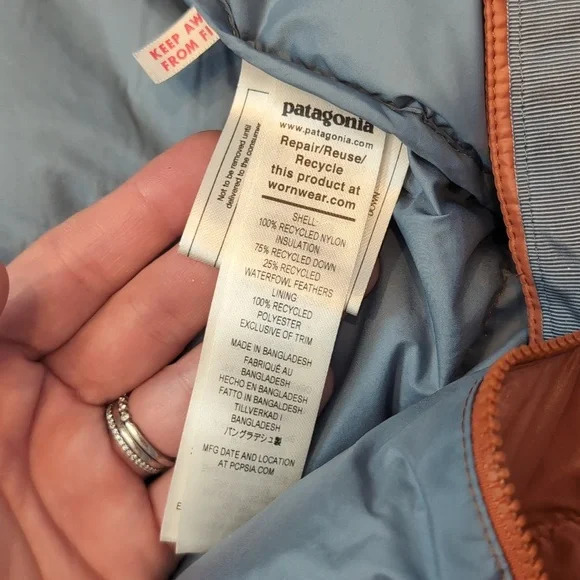 KEEP AW
FROM FI
Not to be removed until
delivered to the consumer
patagonia
www.patagonia.com
Repair/Reuse/
Recycle
this product at
wornwear.com
DOWN
SHELL:
100% RECYCLED NYLON
INSULATION:
75% RECYCLED DOWN
25% RECYCLED
WATERFOWL FEATHERS
LINING
100% RECYCLED
POLYESTER
EXCLUSIVE OF TRIM
MADE IN BANGLADESH
FABRIQUÉ AU
BANGLADESH
HECHO EN BANGLADESH
FATTO IN BANGALDESH
TILLVERKAD I
BANGLADESH
バングラデシュ製
MFG DATE AND LOCATION
AT PCPSIA.COM
E